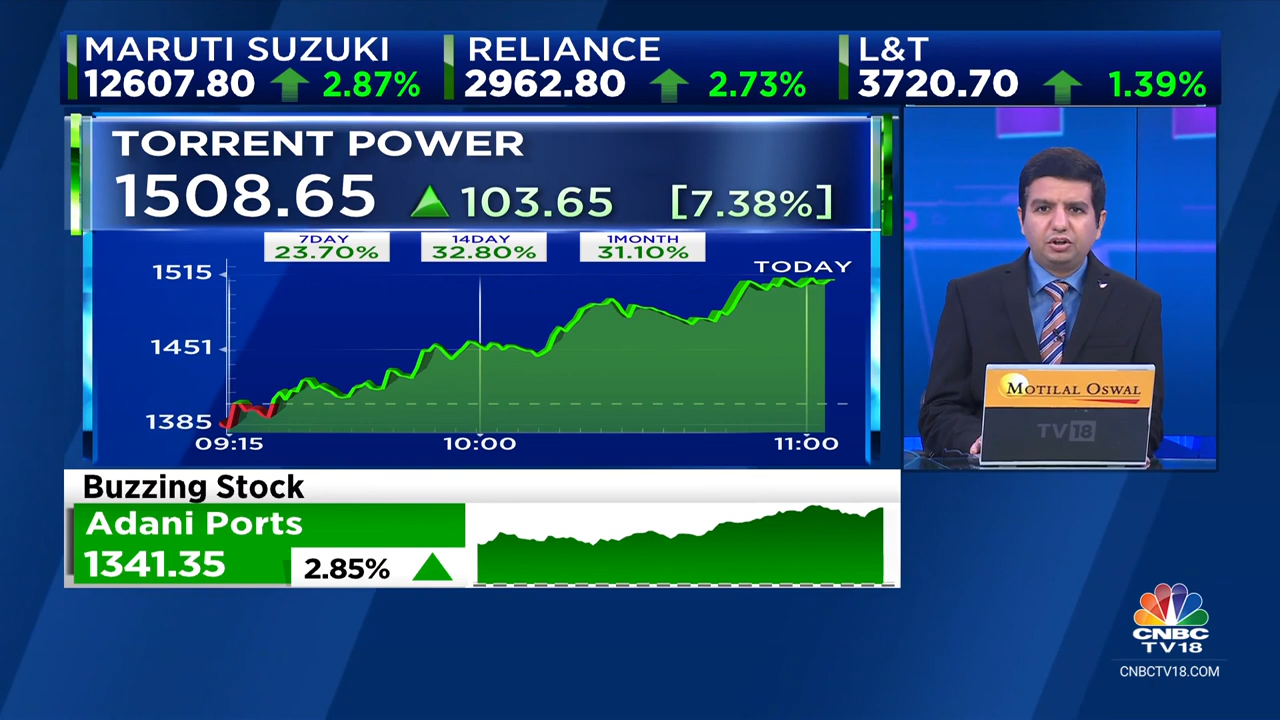 MARUTI SUZUKI
12607.80 2.87%
RELIANCE
2962.80 2.73%
L&T
3720.70 1.39%
TORRENT POWER
1508.65 103.65 [7.38%]
7DAY
23.70%
14DAY
32.80%
1MONTH
31.10%
TODAY
1515
1451
1385
09:15 10:00 11:00
MOTILAL OSWAL
TV18
Buzzing Stock
Adani Ports
1341.35 2.85%
CNBC
TV18
CNBCTV18.COM